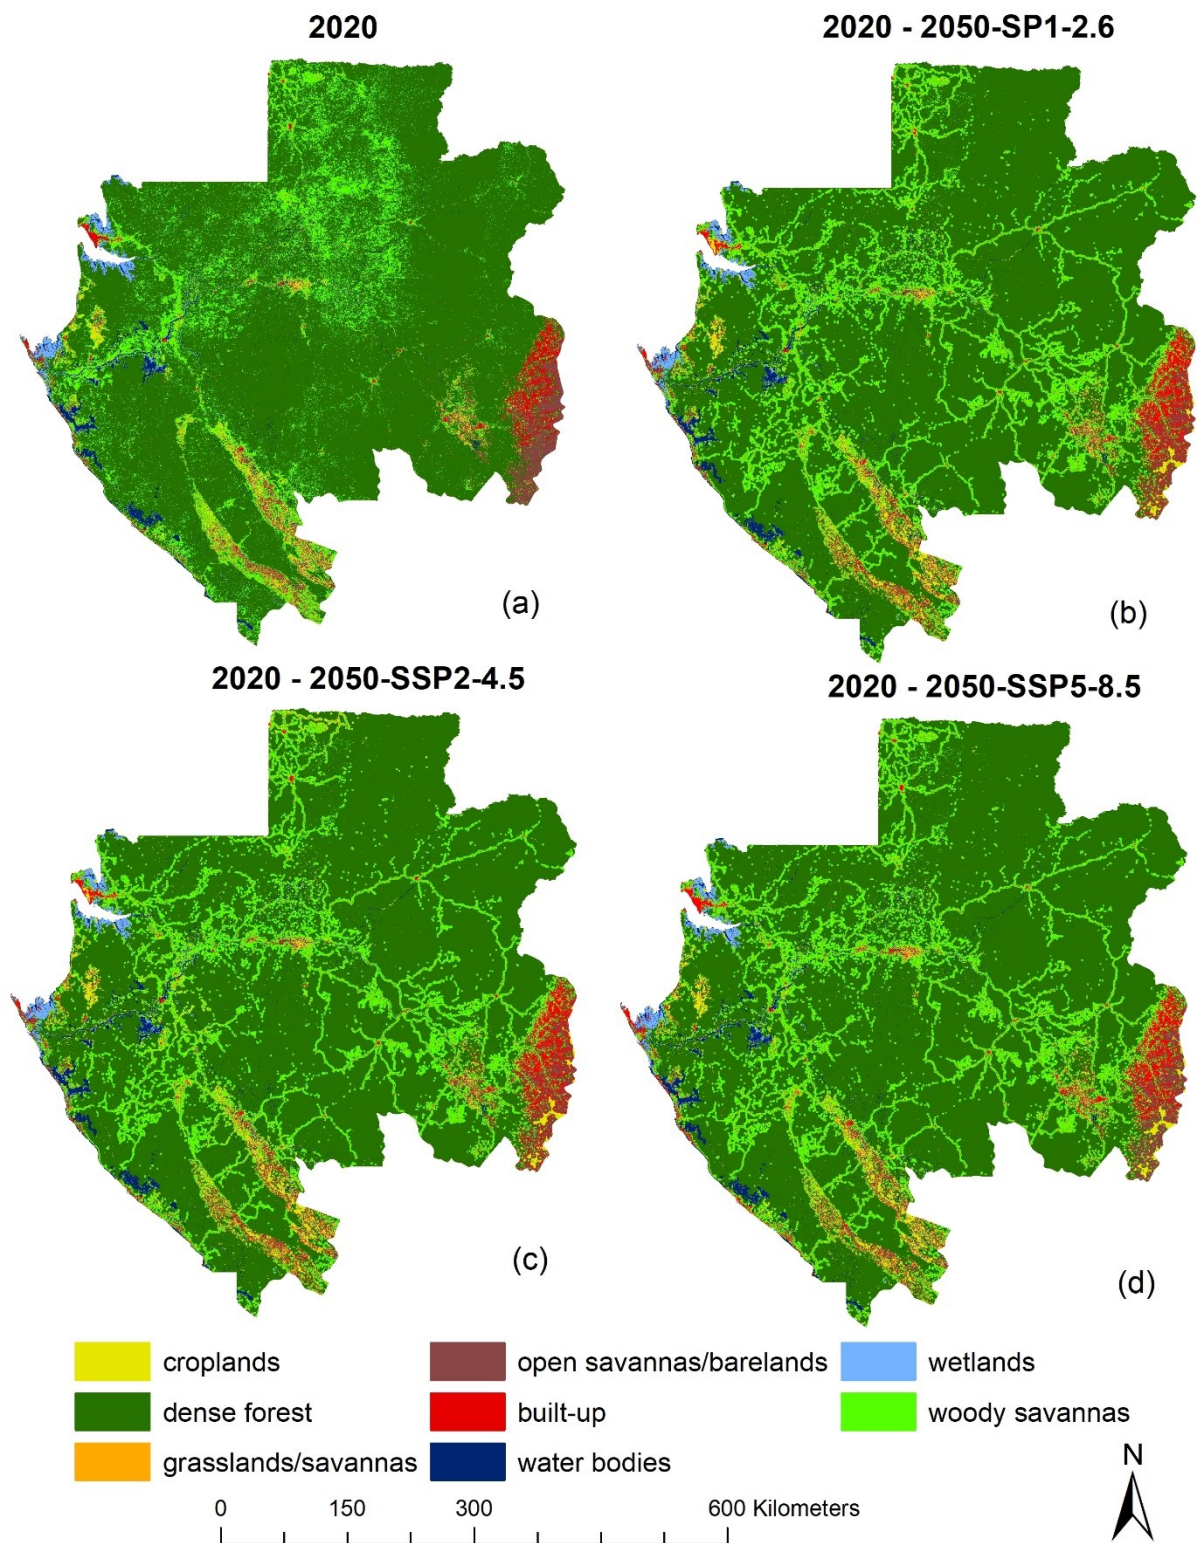 2020
2020 - 2050-SP1-2.6
(a)
(b)
2020 - 2050-SSP2-4.5
2020 - 2050-SSP5-8.5
(c)
(d)
croplands
open savannas/barelands
wetlands
dense forest
built-up
woody savannas
grasslands/savannas
water bodies
N
0 150 300 600 Kilometers